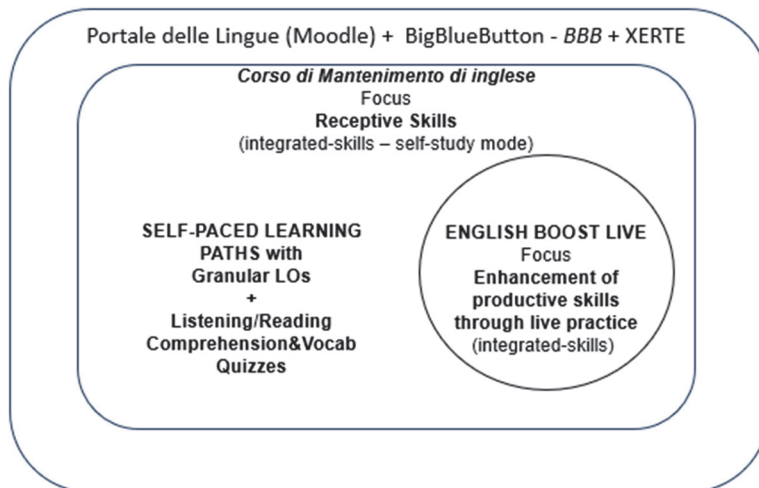 Portale delle Lingue (Moodle) + BigBlueButton - BBB + XERTE
Corso di Mantenimento di inglese
Focus
Receptive Skills
(integrated-skills – self-study mode)
SELF-PACED LEARNING
PATHS with
Granular LOs
+
Listening/Reading
Comprehension&Vocab
Quizzes
ENGLISH BOOST LIVE
Focus
Enhancement of
productive skills
through live practice
(integrated-skills)